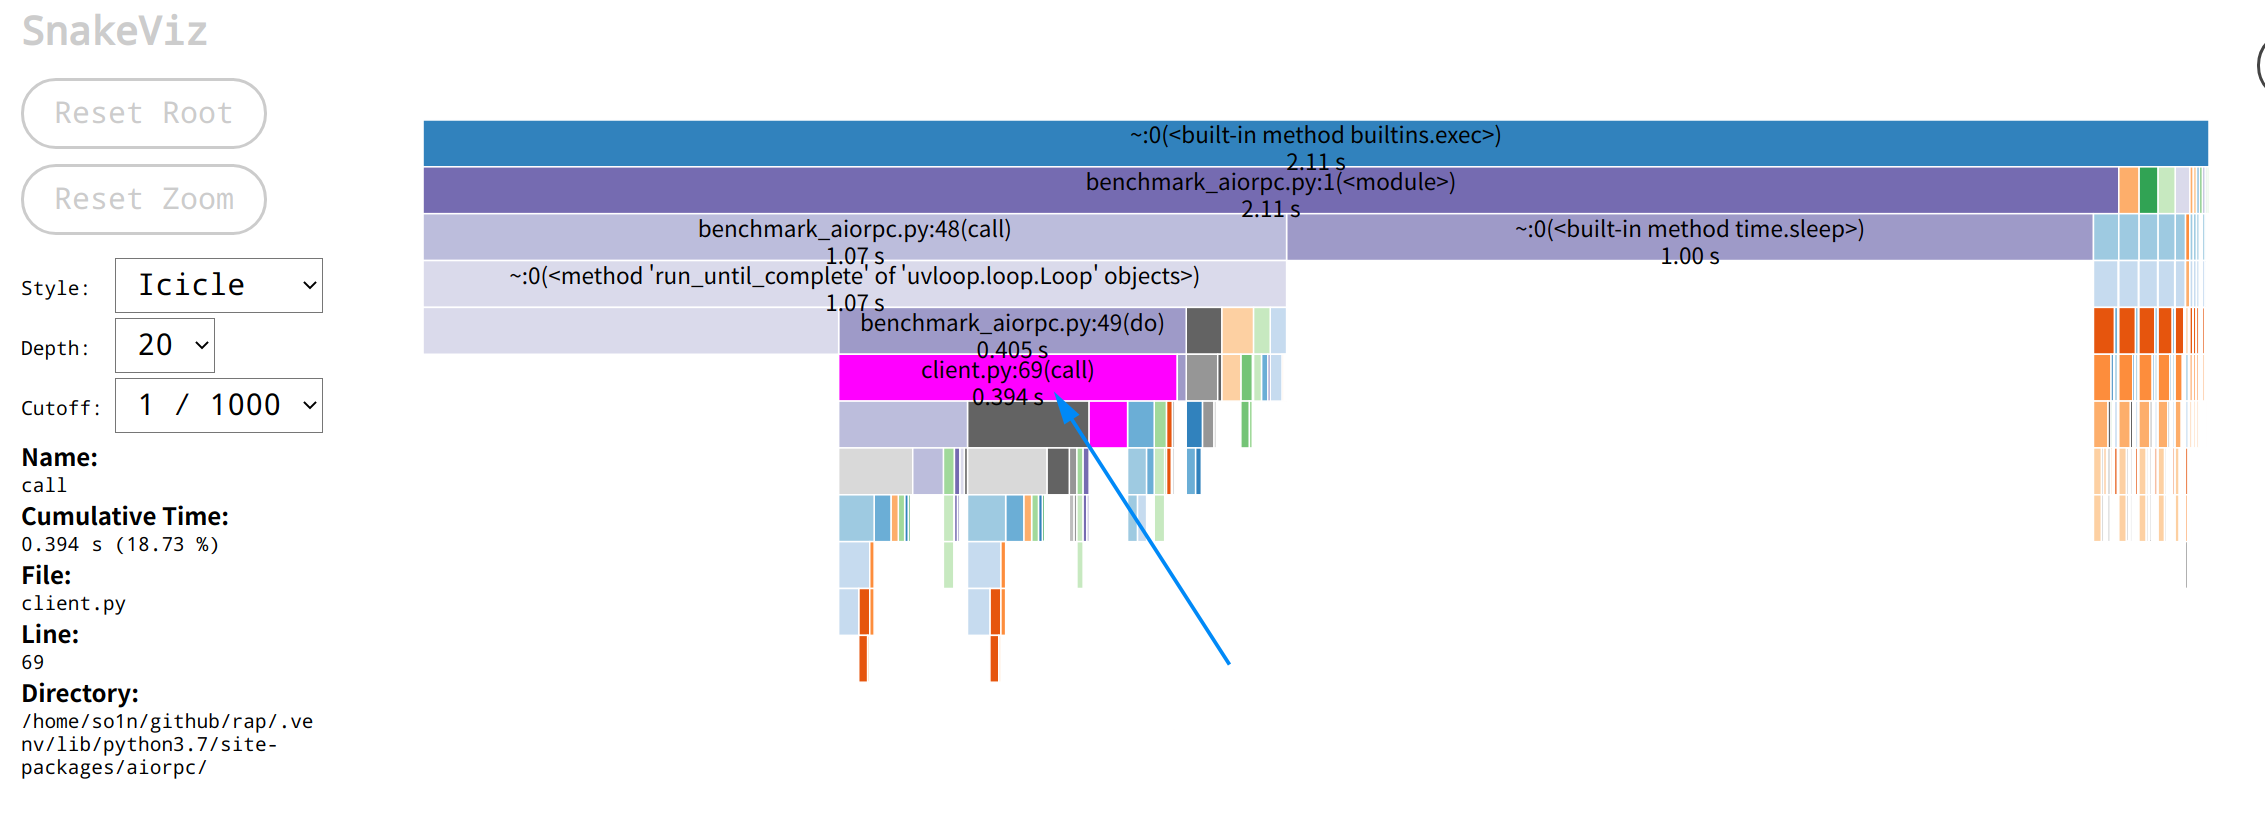 SnakeViz
Reset Root
Reset Zoom
Style: Icicle
Depth: 20
Cutoff: 1 / 1000
Name:
call
Cumulative Time:
0.394 s (18.73 %)
File:
client.py
Line:
69
Directory:
/home/so1n/github/rap/.ve
nv/lib/python3.7/site-
packages/aiorpc/
~:0(<built-in method builtins.exec>)
2.11 s
benchmark_aiorpc.py:1(<module>)
2.11 s
benchmark_aiorpc.py:48(call)
1.07 s
~:0(<built-in method time.sleep>)
1.00 s
~:0(<method 'run_until_complete' of 'uvloop.loop.Loop' objects>)
1.07 s
benchmark_aiorpc.py:49(do)
0.405 s
client.py:69(call)
0.394 s